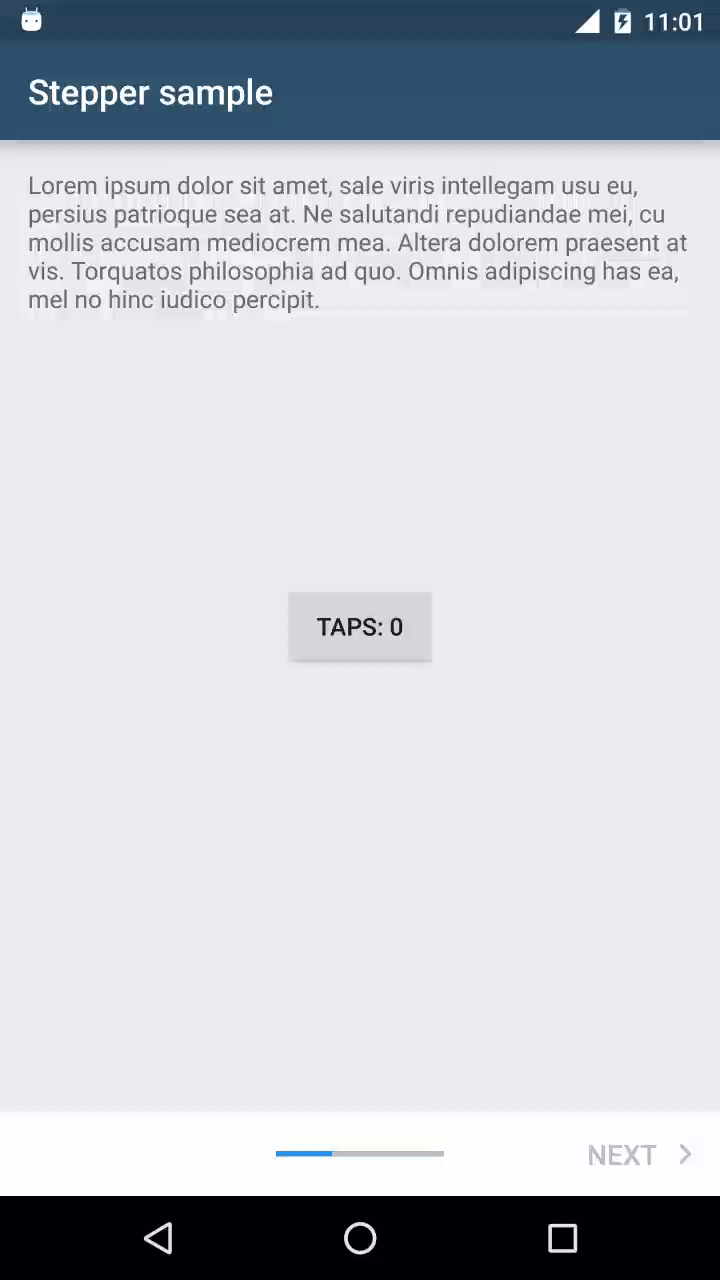 11:01
Stepper sample
Lorem ipsum dolor sit amet, sale viris intellegam usu eu,
persius patrioque sea at. Ne salutandi repudiandae mei, cu
mollis accusam mediocrem mea. Altera dolorem praesent at
vis. Torquatos philosophia ad quo. Omnis adipiscing has ea,
mel no hinc iudico percipit.
TAPS: 0
NEXT